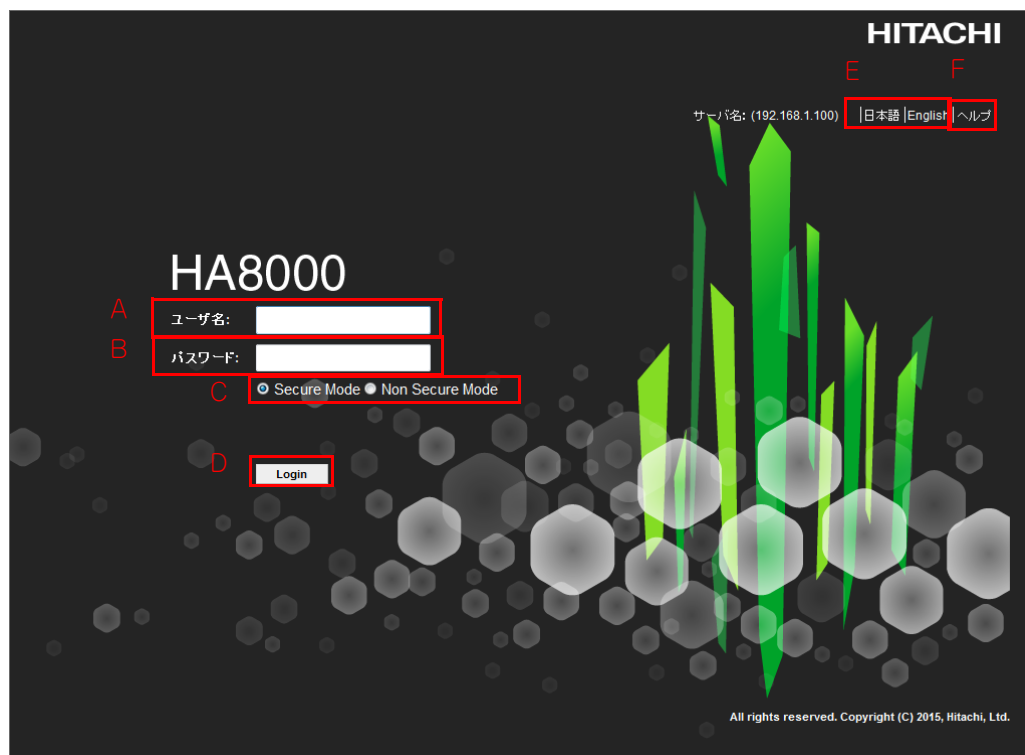 HITACHI
E F
サーバ名: (192.168.1.100) |日本語 |English |ヘルプ
HA8000
A ユーザ名:
B パスワード:
C Secure Mode Non Secure Mode
D Login
All rights reserved. Copyright (C) 2015, Hitachi, Ltd.